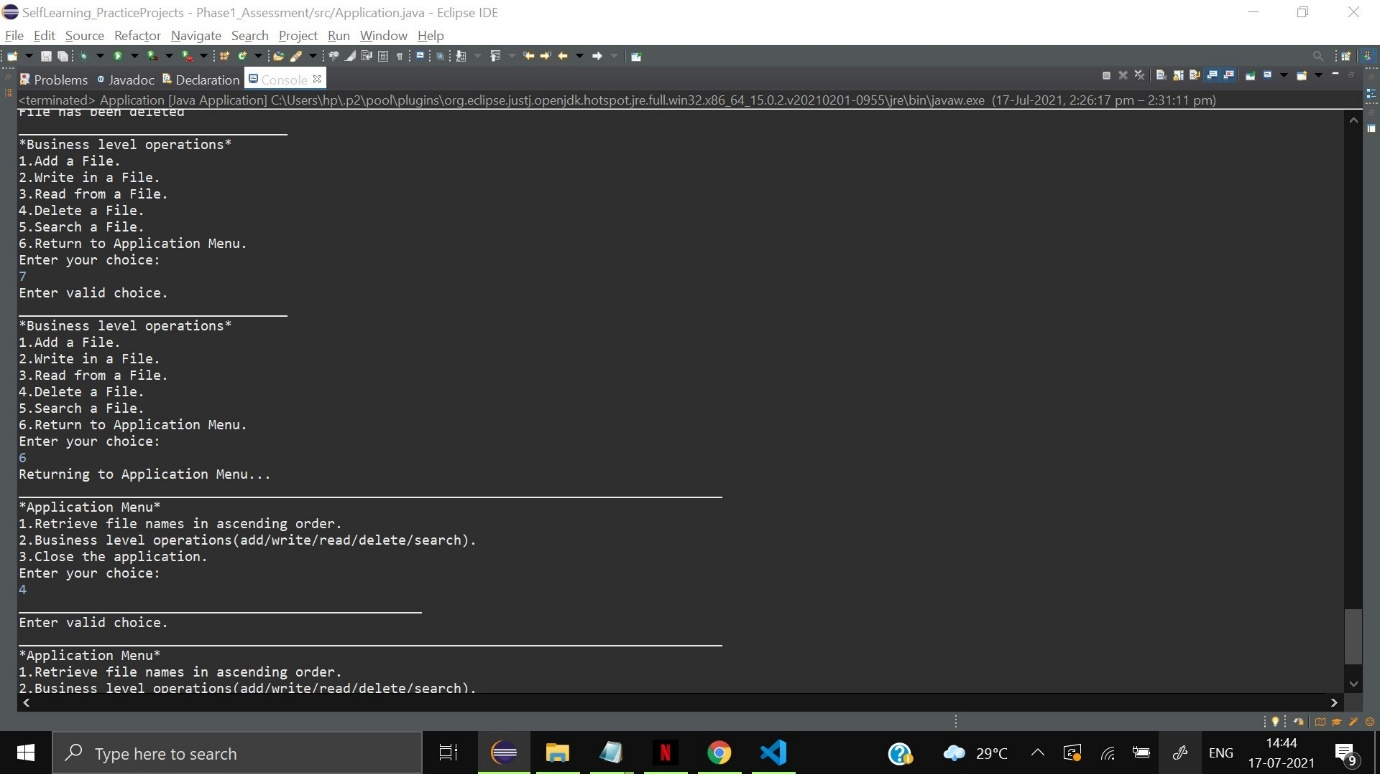 SelfLearning_PracticeProjects - Phase1_Assessment/src/Application.java - Eclipse IDE
File Edit Source Refactor Navigate Search Project Run Window Help
Problems Javadoc Declaration Console
<terminated> Application [Java Application] C:\Users\hp\.p2\pool\plugins\org.eclipse.justj.openjdk.hotspot.jre.full.win32.x86_64_15.0.2.v20210201-0955\jre\bin\javaw.exe (17-Jul-2021, 2:26:17 pm – 2:31:11 pm)
File has been deleted
*Business level operations*
1.Add a File.
2.Write in a File.
3.Read from a File.
4.Delete a File.
5.Search a File.
6.Return to Application Menu.
Enter your choice:
7
Enter valid choice.
*Business level operations*
1.Add a File.
2.Write in a File.
3.Read from a File.
4.Delete a File.
5.Search a File.
6.Return to Application Menu.
Enter your choice:
6
Returning to Application Menu...
*Application Menu*
1.Retrieve file names in ascending order.
2.Business level operations(add/write/read/delete/search).
3.Close the application.
Enter your choice:
4
Enter valid choice.
*Application Menu*
1.Retrieve file names in ascending order.
2.Business level operations(add/write/read/delete/search).
Type here to search
29°C
ENG
14:44
17-07-2021
9